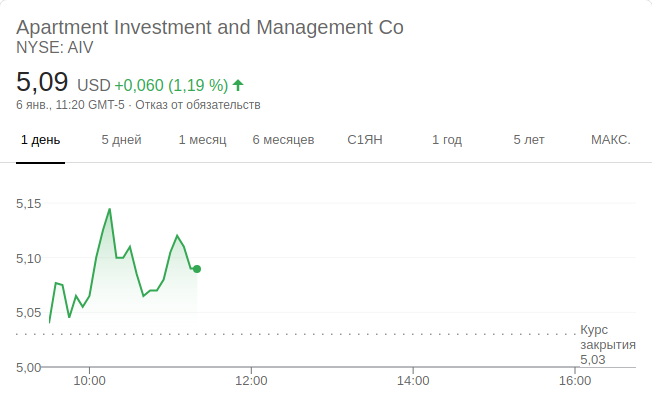 Apartment Investment and Management Co
NYSE: AIV
5,09 USD +0,060 (1,19 %)
6 янв., 11:20 GMT-5 · Отказ от обязательств
1 день 5 дней 1 месяц 6 месяцев С1ЯН 1 год 5 лет МАКС.
5,15
5,10
5,05
5,00
Курс
закрытия
5,03
10:00 12:00 14:00 16:00